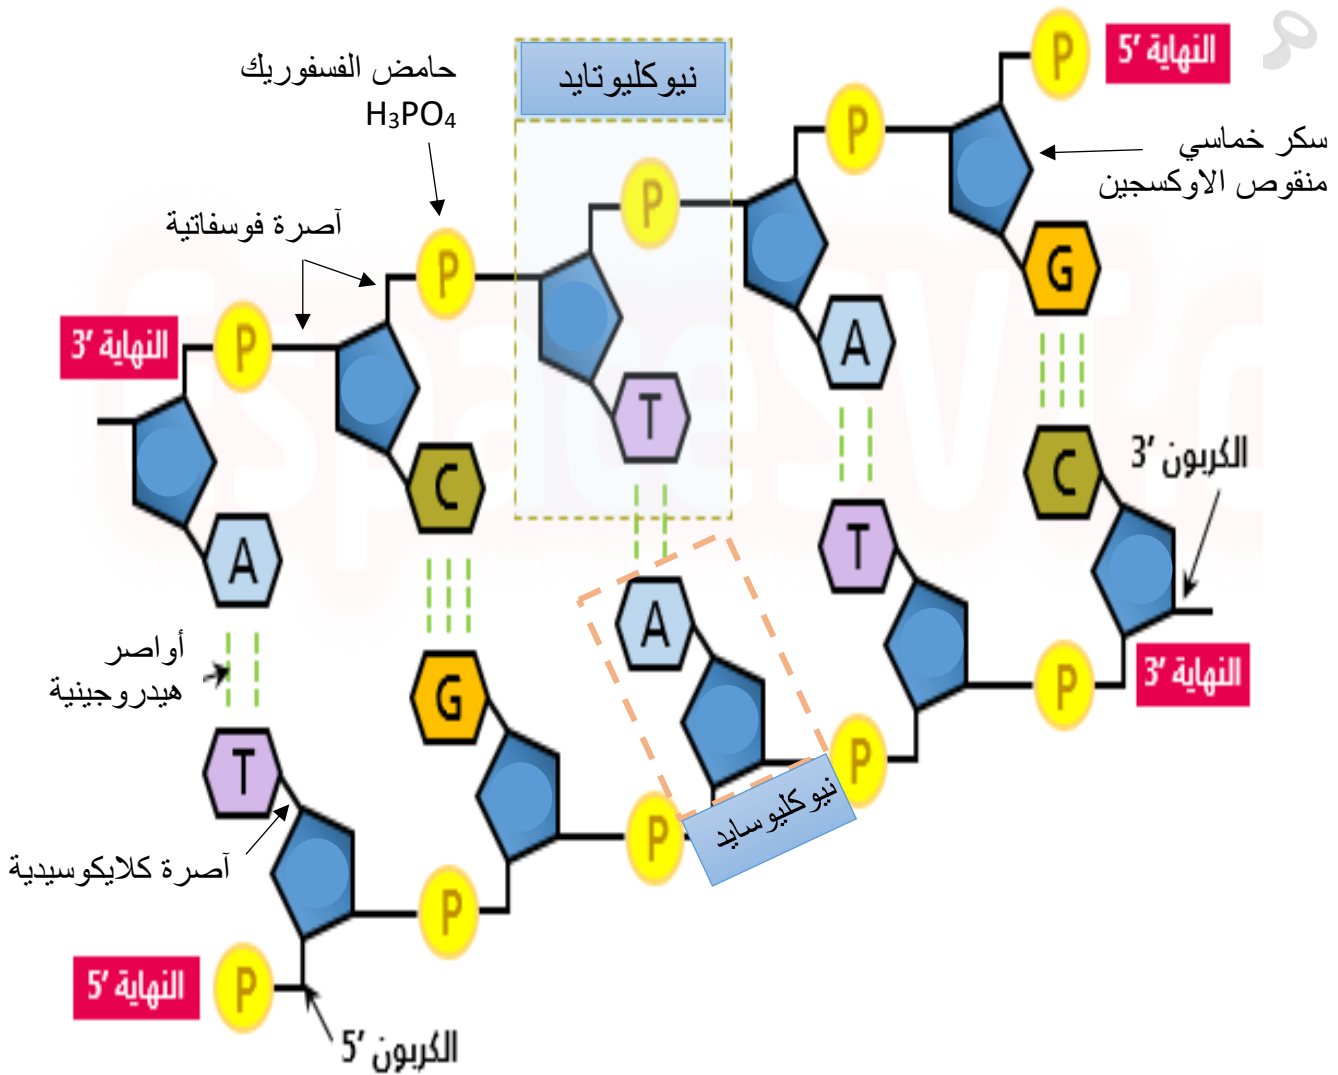 P
النهاية ’5
نيوكليوتايد
حامض الفسفوريك
H₃PO₄
P
سكر خماسي
منقوص الاوكسجين
P
آصرة فوسفاتية
P
G
النهاية ’3
P
A
T
C
C
الكربون ’3
A
T
A
أواصر
هيدروجينية
G
P
النهاية ’3
T
P
نيوكليوسايد
P
آصرة كلايكوسيدية
P
النهاية ’5
P
الكربون ’5